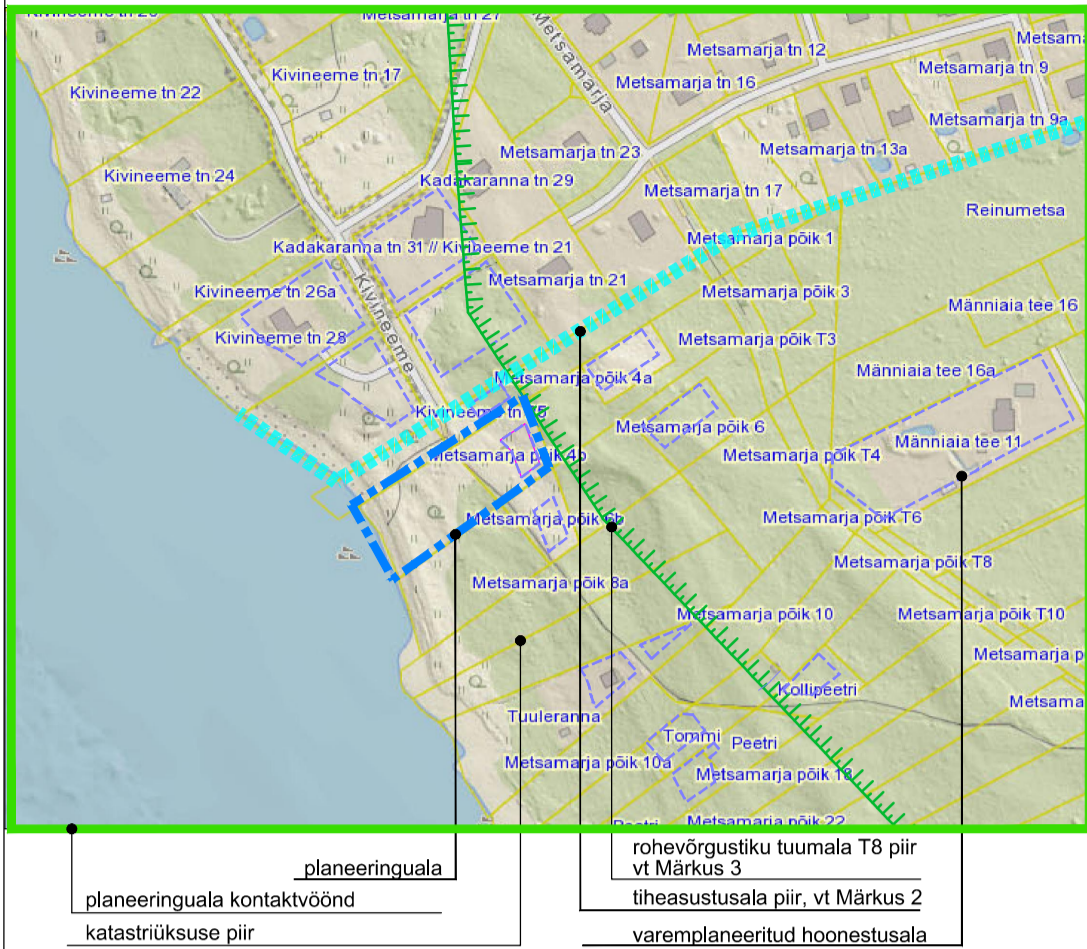 Metsamarja tn 27
Kivineeme tn 17
Metsamarja
Metsamarja tn 12
Metsamarja tn 9
Kivineeme tn 22
Metsamarja tn 16
Metsamarja tn 9a
Kivineeme tn 24
Metsamarja tn 23
Metsamarja tn 13a
Kadakaranna tn 29
Metsamarja tn 17
Reinumetsa
Kadakaranna tn 31 // Kivineeme tn 21
Metsamarja põik 1
Kivineeme tn 26a
Kivineeme
Metsamarja tn 21
Metsamarja põik 3
Männiaia tee 16
Kivineeme tn 28
Metsamarja põik T3
Metsamarja põik 4a
Männiaia tee 16a
Metsamarja põik 6
Männiaia tee 11
Metsamarja põik 4b
Metsamarja põik T4
Metsamarja põik 6b
Metsamarja põik T6
Metsamarja põik 8a
Metsamarja põik T8
Metsamarja põik 10
Metsamarja põik T10
Metsamarja p
Kollipeetri
Metsama
Tuuleranna
Tommi
Peetri
Metsamarja põik 10a
Metsamarja põik 18
Metsamarja põik 22
planeeringuala
planeeringuala kontaktvöönd
katastriüksuse piir
rohevõrgustiku tuumala T8 piir
vt Märkus 3
tiheasustusala piir, vt Märkus 2
varemplaneeritud hoonestusala